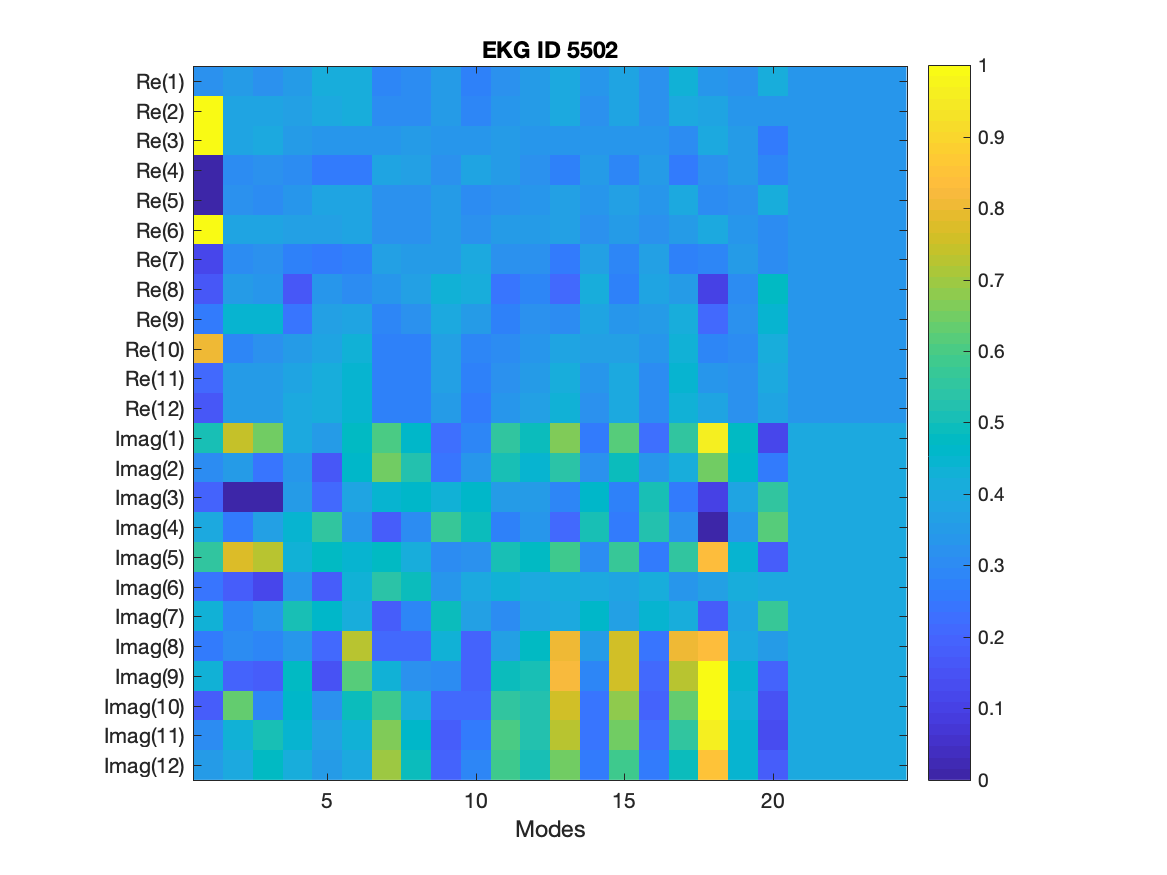 EKG ID 5502
Re(1)
Re(2)
Re(3)
Re(4)
Re(5)
Re(6)
Re(7)
Re(8)
Re(9)
Re(10)
Re(11)
Re(12)
Imag(1)
Imag(2)
Imag(3)
Imag(4)
Imag(5)
Imag(6)
Imag(7)
Imag(8)
Imag(9)
Imag(10)
Imag(11)
Imag(12)
5 10 15 20
Modes
1
0.9
0.8
0.7
0.6
0.5
0.4
0.3
0.2
0.1
0